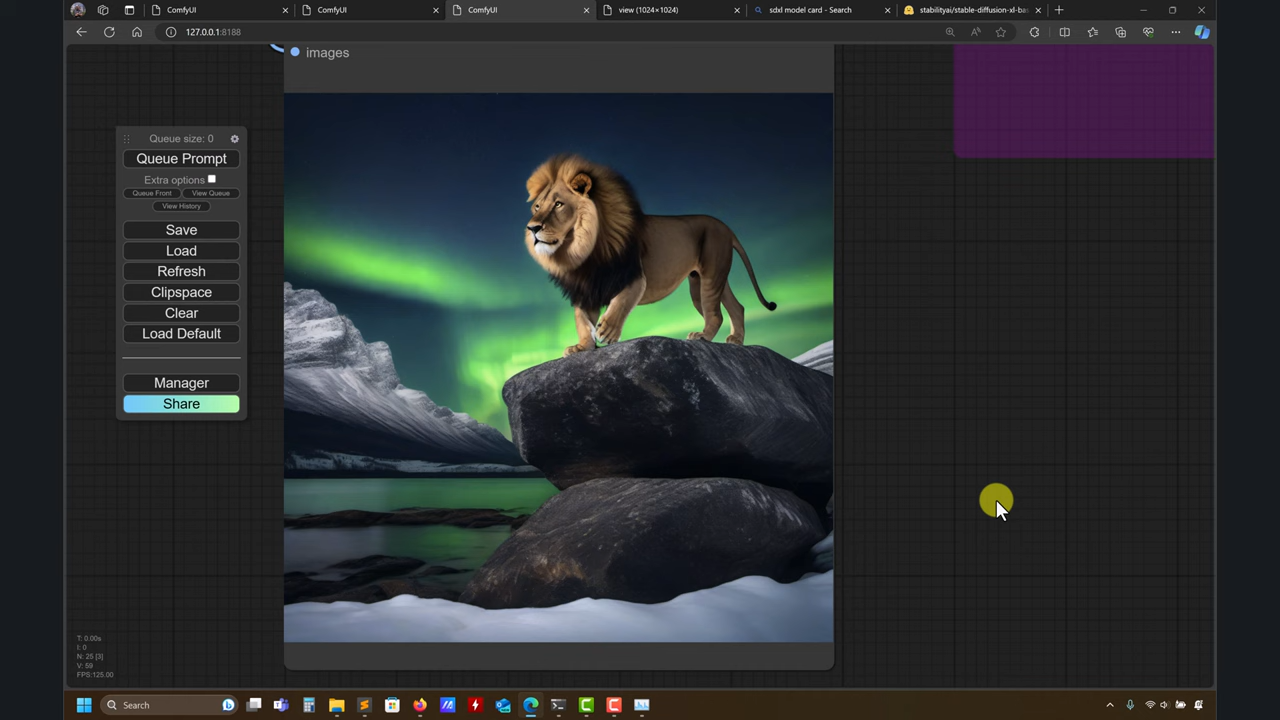 ComfyUI
ComfyUI
ComfyUI
view (1024×1024)
sdxl model card - Search
stabilityai/stable-diffusion-xl-bas
127.0.0.1:8188
images
Queue size: 0
Queue Prompt
Extra options
Queue Front
View Queue
View History
Save
Load
Refresh
Clipspace
Clear
Load Default
Manager
Share
T: 0.00s
I: 0
N: 25 [3]
V: 59
FPS:125.00
Search